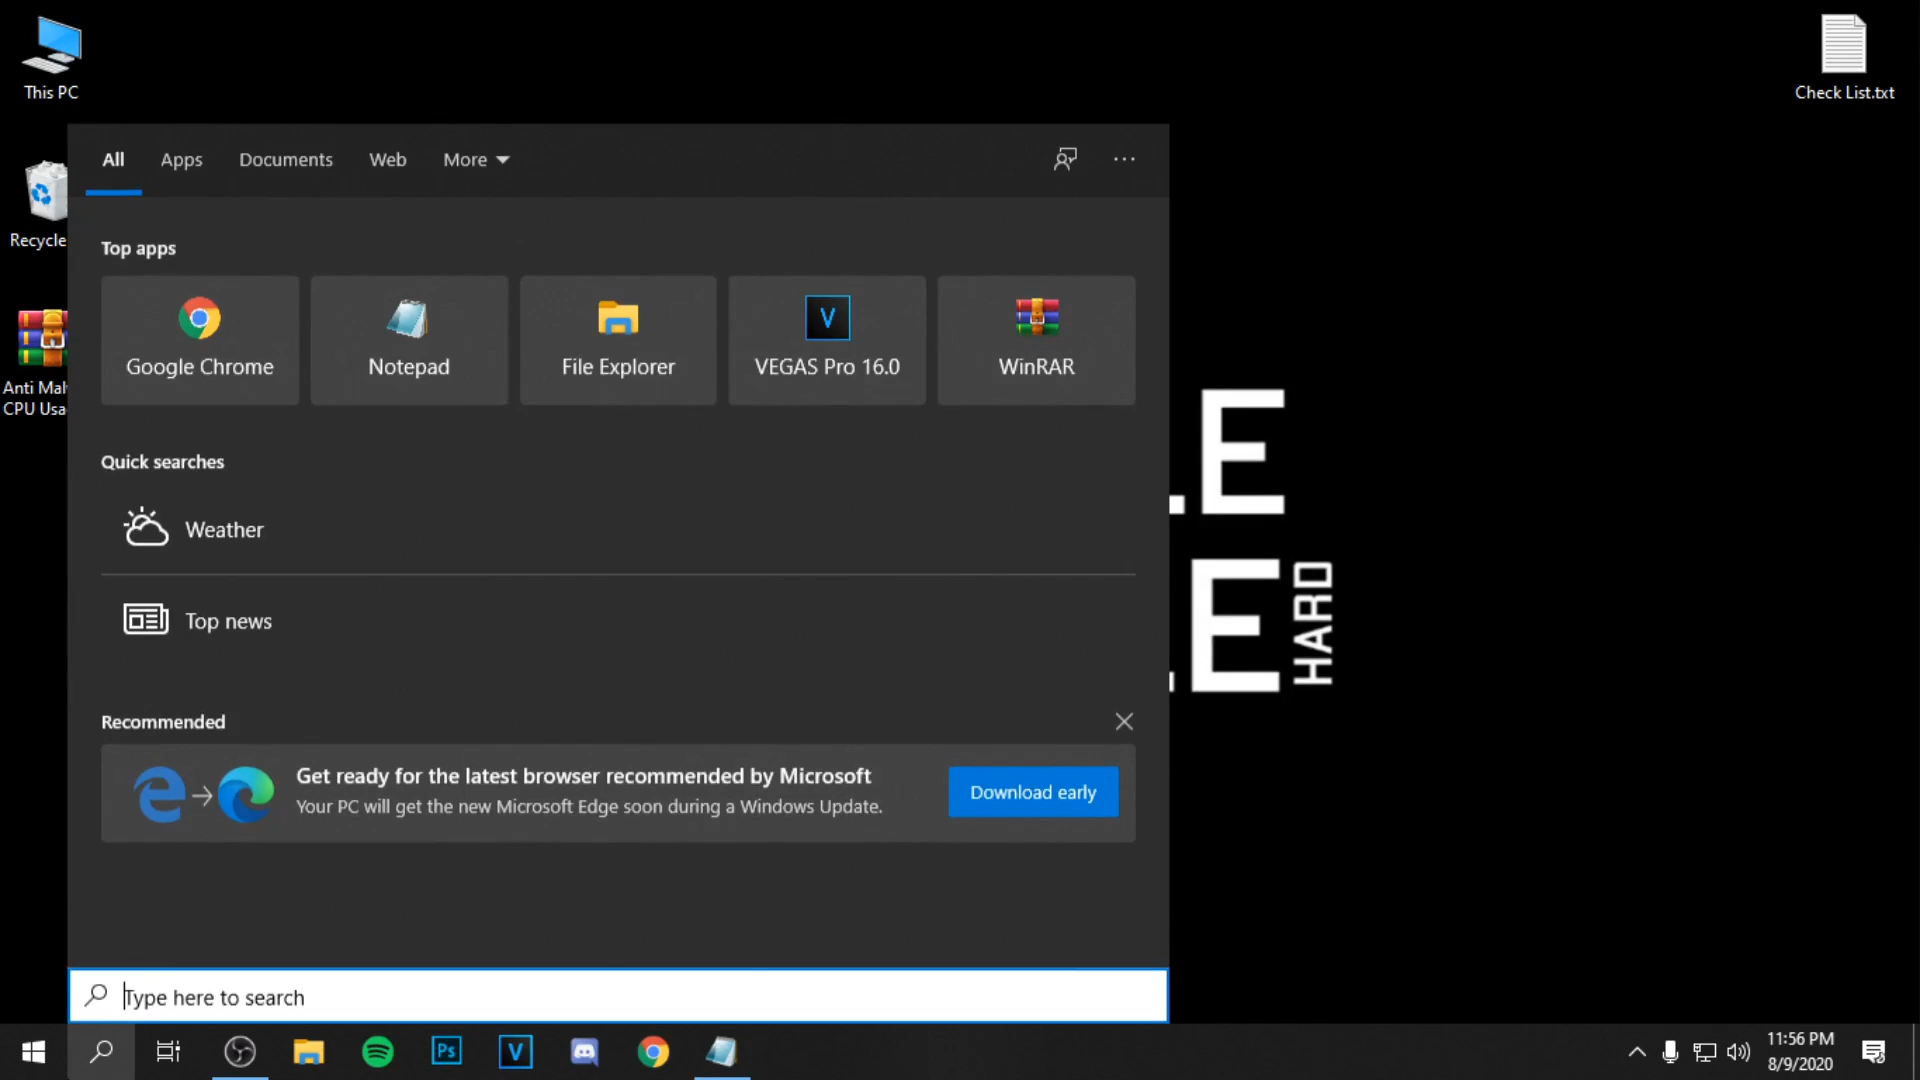 This PC
Check List.txt
Recycle
Anti Mal
CPU Usa
All
Apps
Documents
Web
More
Top apps
Google Chrome
Notepad
File Explorer
V
VEGAS Pro 16.0
WinRAR
Quick searches
Weather
Top news
Recommended
Get ready for the latest browser recommended by Microsoft
Your PC will get the new Microsoft Edge soon during a Windows Update.
Download early
LE
LE
HARD
Type here to search
Ps
V
11:56 PM
8/9/2020